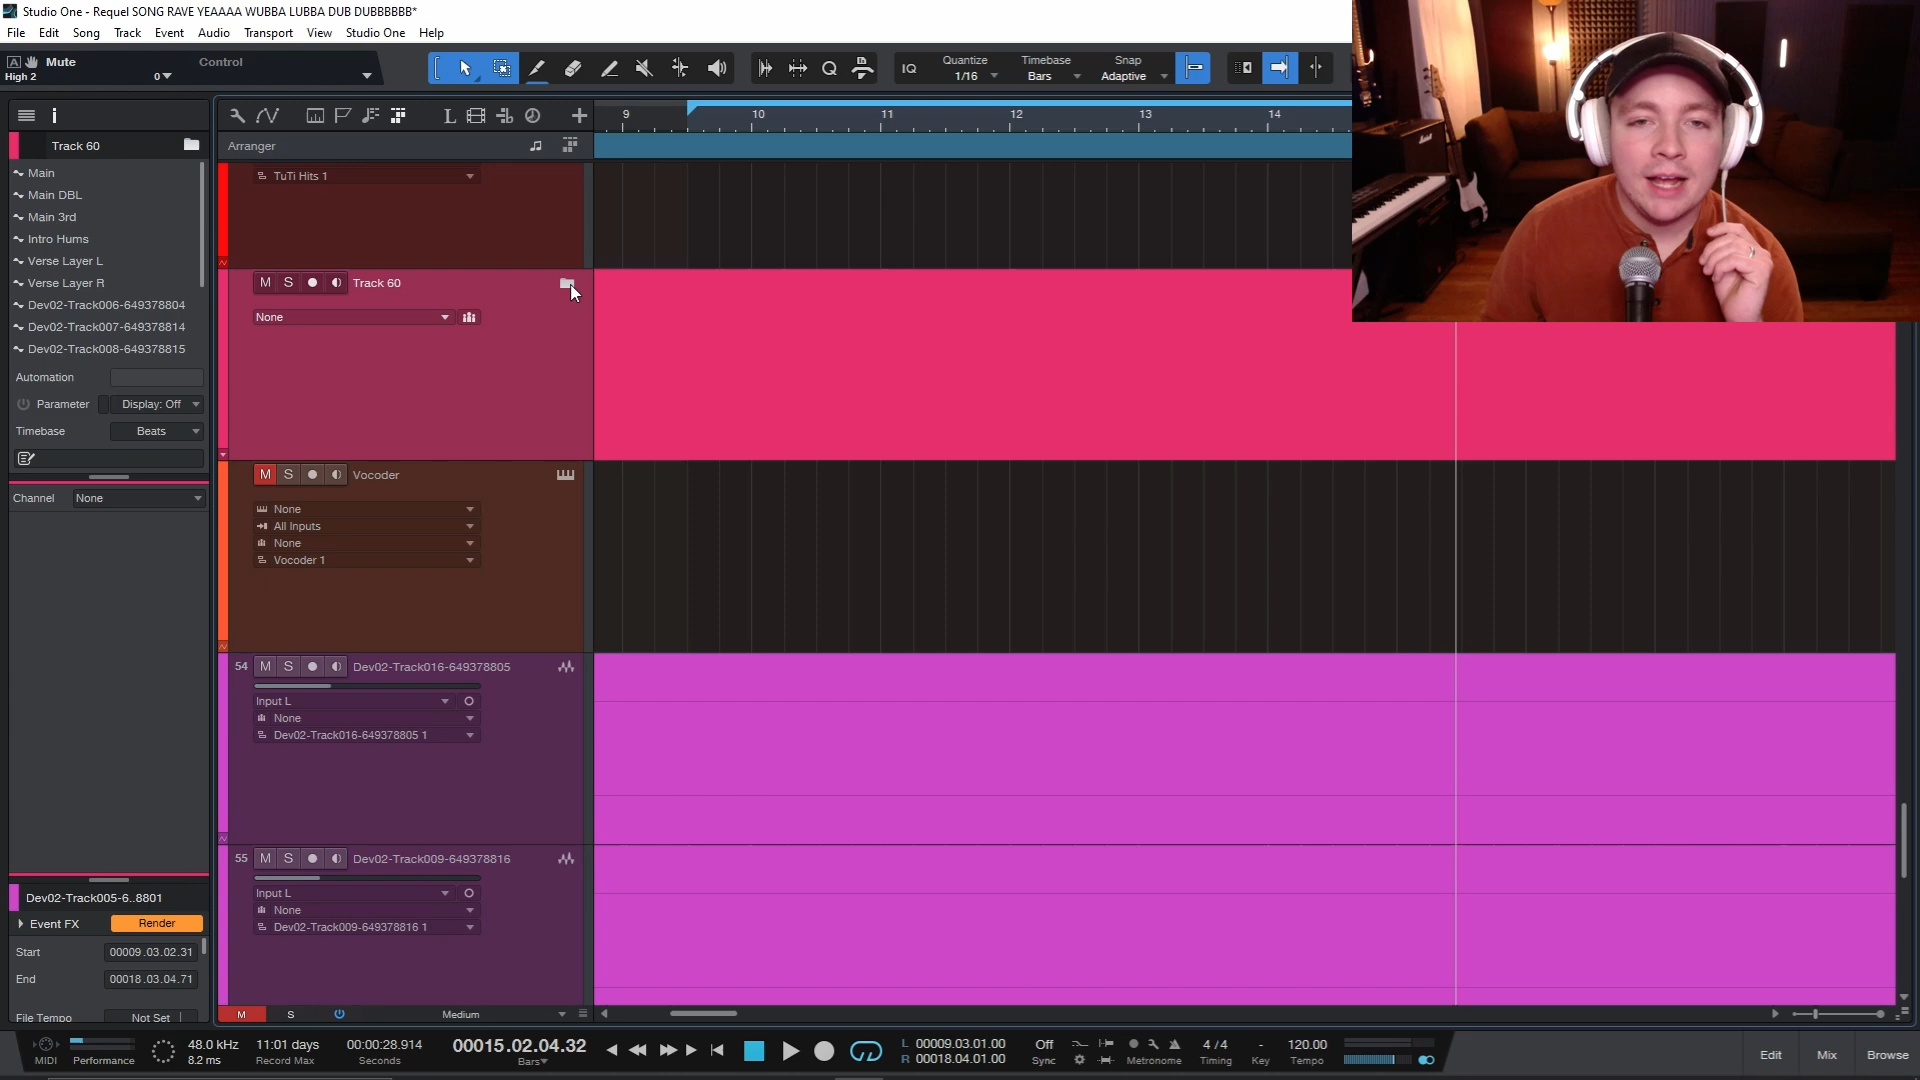 Studio One - Requel SONG RAVE YEAAAA WUBBA LUBBA DUB DUBBBBBB*
File Edit Song Track Event Audio Transport View Studio One Help
Mute Control
High 2 0
IQ Quantize 1/16 Timebase Bars Snap Adaptive
Track 60
Main
Main DBL
Main 3rd
Intro Hums
Verse Layer L
Verse Layer R
Dev02-Track006-649378804
Dev02-Track007-649378814
Dev02-Track008-649378815
Automation
Parameter Display: Off
Timebase Beats
Channel None
Dev02-Track005-6..8801
Event FX Render
Start 00009.03.02.31
End 00018.03.04.71
File Tempo Not Set
9 10 11 12 13 14
Arranger
TuTi Hits 1
M S Track 60
None
M S Vocoder
None
All Inputs
None
Vocoder 1
54 M S Dev02-Track016-649378805
Input L
None
Dev02-Track016-649378805 1
55 M S Dev02-Track009-649378816
Input L
None
Dev02-Track009-649378816 1
M S Medium
MIDI Performance
48.0 kHz
8.2 ms
11:01 days
Record Max
00:00:28.914
Seconds
00015.02.04.32
Bars
L 00009.03.01.00
R 00018.04.01.00
Off
Sync
Metronome
4 / 4
Timing
-
Key
120.00
Tempo
Edit Mix Browse